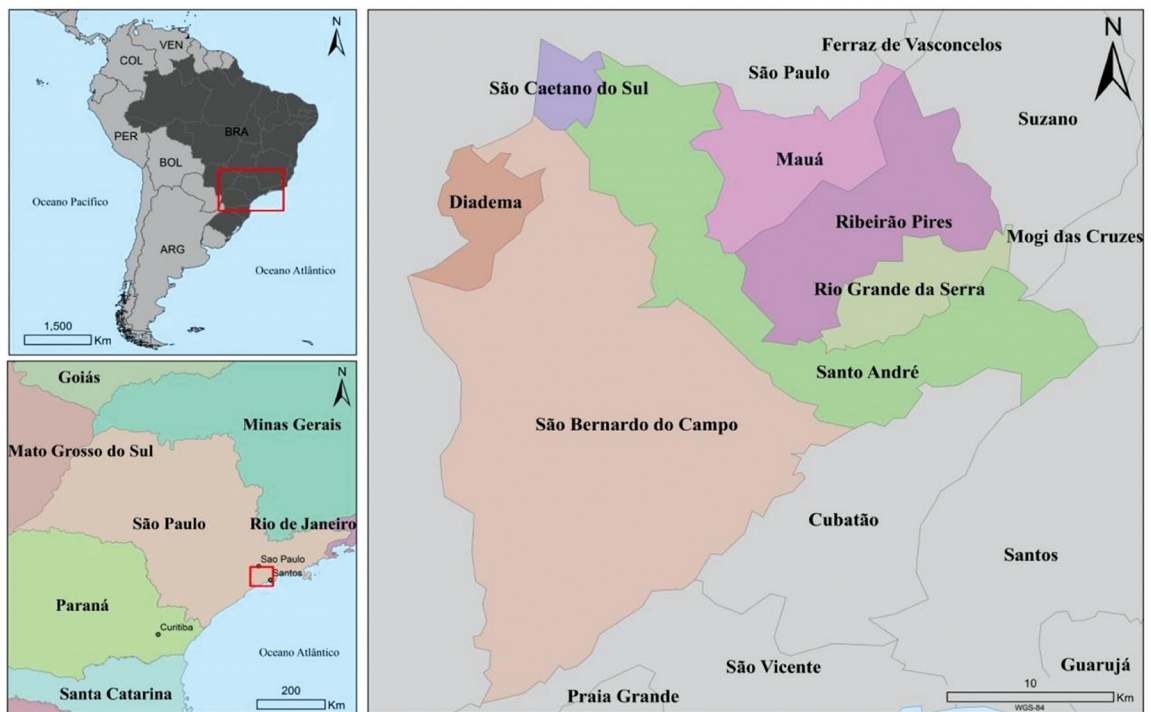 N
VEN
COL
BRA
PER
BOL
Oceano Pacífico
ARG
Oceano Atlântico
1,500
Km
Goiás
N
Minas Gerais
Mato Grosso do Sul
São Paulo
Rio de Janeiro
Sao Paulo
Santos
Paraná
Curitiba
Oceano Atlântico
Santa Catarina
200
Km
N
Ferraz de Vasconcelos
São Paulo
São Caetano do Sul
Suzano
Mauá
Diadema
Ribeirão Pires
Mogi das Cruzes
Rio Grande da Serra
Santo André
São Bernardo do Campo
Cubatão
Santos
São Vicente
Guarujá
Praia Grande
10
Km
WGS-84